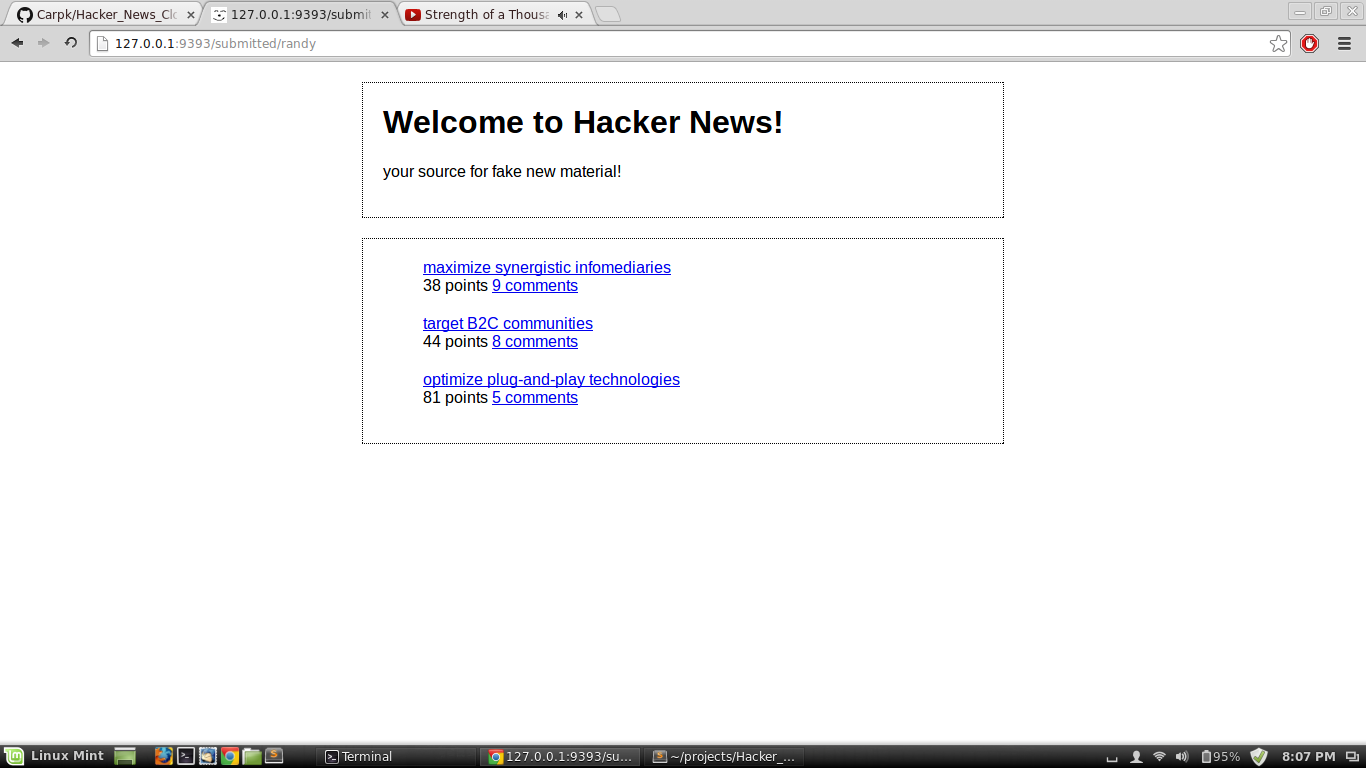 Carpk/Hacker_News_Clo
127.0.0.1:9393/submit
Strength of a Thousa
127.0.0.1:9393/submitted/randy
Welcome to Hacker News!
your source for fake new material!
maximize synergistic infomediaries
38 points 9 comments
target B2C communities
44 points 8 comments
optimize plug-and-play technologies
81 points 5 comments
Linux Mint
Terminal
127.0.0.1:9393/su...
~/projects/Hacker_...
95%
8:07 PM